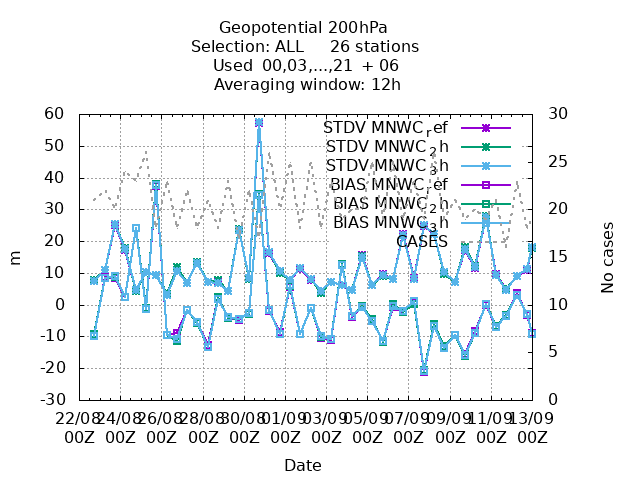 Geopotential 200hPa
Selection: ALL 26 stations
Used 00,03,...,21 + 06
Averaging window: 12h
60
50
40
30
20
10
0
-10
-20
-30
m
30
25
20
15
10
5
0
No cases
STDV MNWC_ref
STDV MNWC_2h
STDV MNWC_3h
BIAS MNWC_ref
BIAS MNWC_2h
BIAS MNWC_3h
CASES
22/08 24/08 26/08 28/08 30/08 01/09 03/09 05/09 07/09 09/09 11/09 13/09
00Z 00Z 00Z 00Z 00Z 00Z 00Z 00Z 00Z 00Z 00Z 00Z
Date